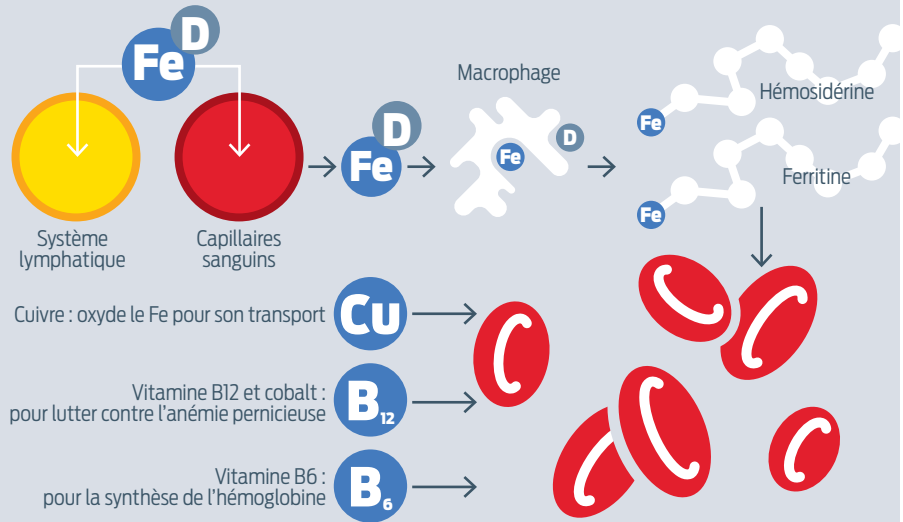 Fe D
Système
lymphatique
Capillaires
sanguins
Fe D
Macrophage
Fe
D
Fe
Hémosidérine
Fe
Ferritine
Cuivre : oxyde le Fe pour son transport
Cu
Vitamine B12 et cobalt :
pour lutter contre l’anémie pernicieuse
B12
Vitamine B6 :
pour la synthèse de l’hémoglobine
B6